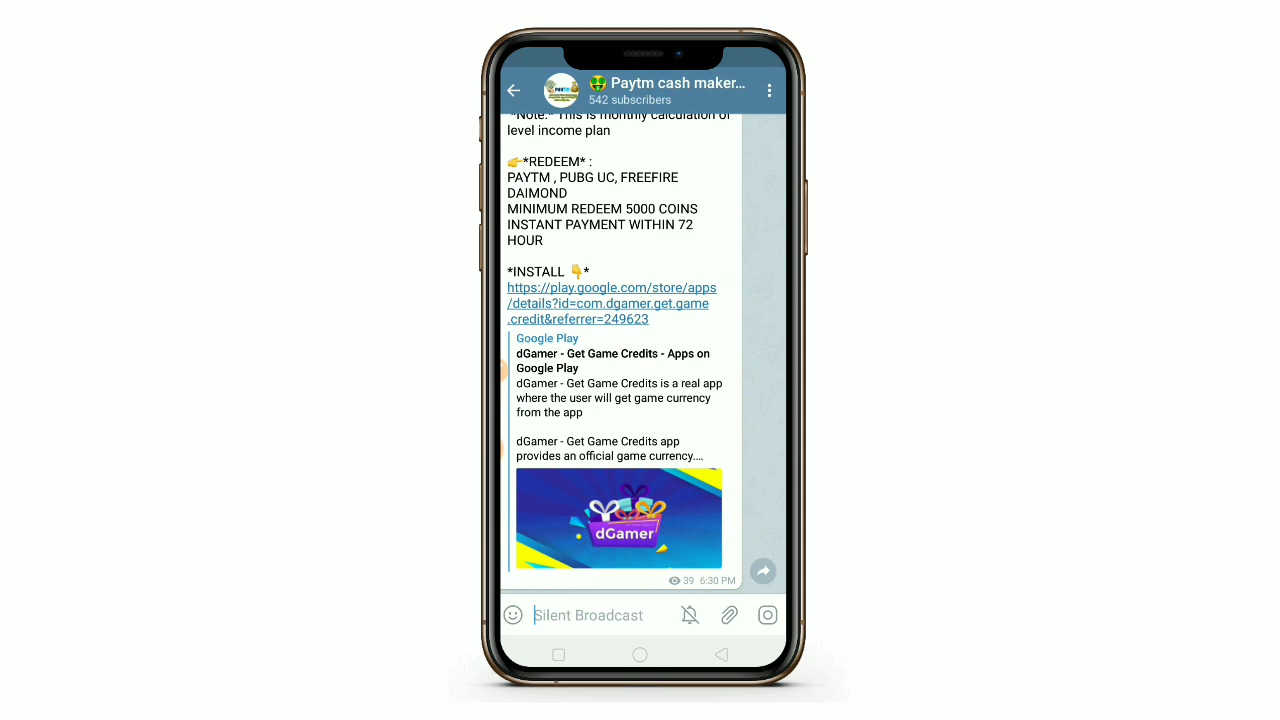 🤑 Paytm cash maker...
542 subscribers
*Note:* This is monthly calculation of
level income plan
👉*REDEEM* :
PAYTM , PUBG UC, FREEFIRE
DAIMOND
MINIMUM REDEEM 5000 COINS
INSTANT PAYMENT WITHIN 72
HOUR
*INSTALL 👇*
https://play.google.com/store/apps
/details?id=com.dgamer.get.game
.credit&referrer=249623
Google Play
dGamer - Get Game Credits - Apps on
Google Play
dGamer - Get Game Credits is a real app
where the user will get game currency
from the app
dGamer - Get Game Credits app
provides an official game currency....
dGamer
39 6:30 PM
Silent Broadcast